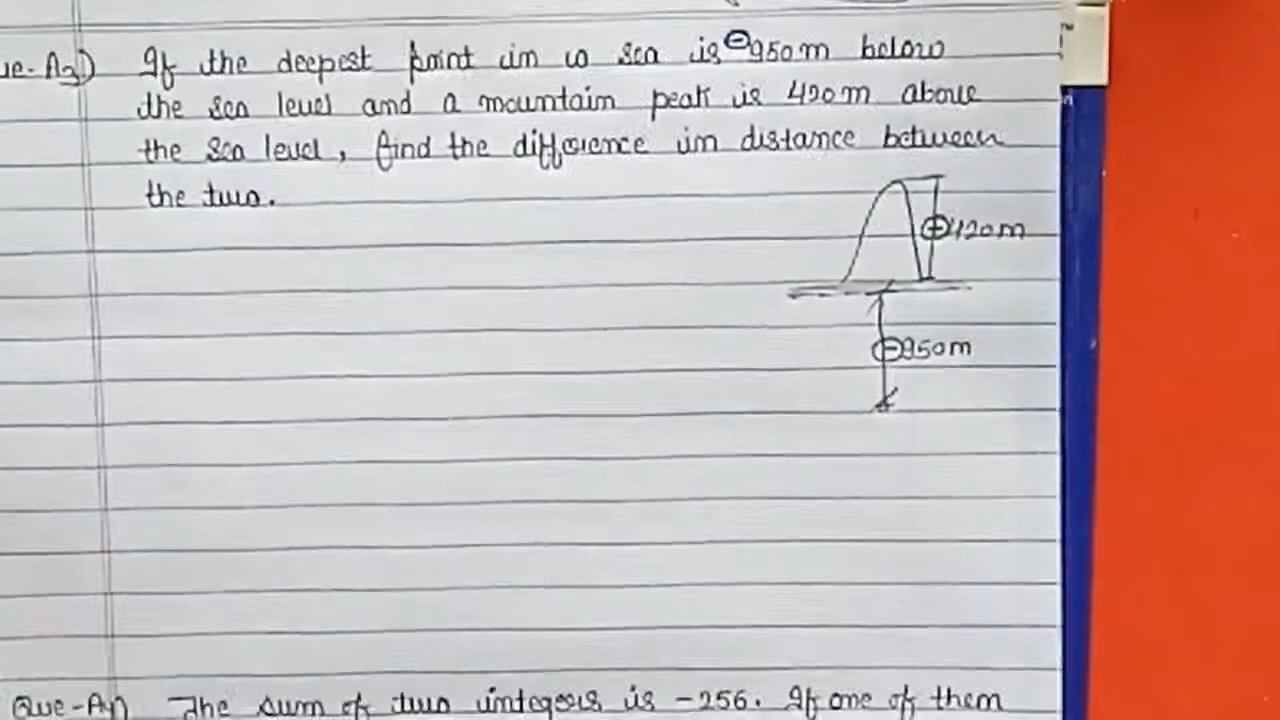 ue-A3) If the deepest point in a sea is ⊖950m below
the sea level and a mountain peak is 420m above
the sea level, find the difference in distance between
the two.
⊕420m
⊖950m
Que-A4) The sum of two integers is -256. If one of them